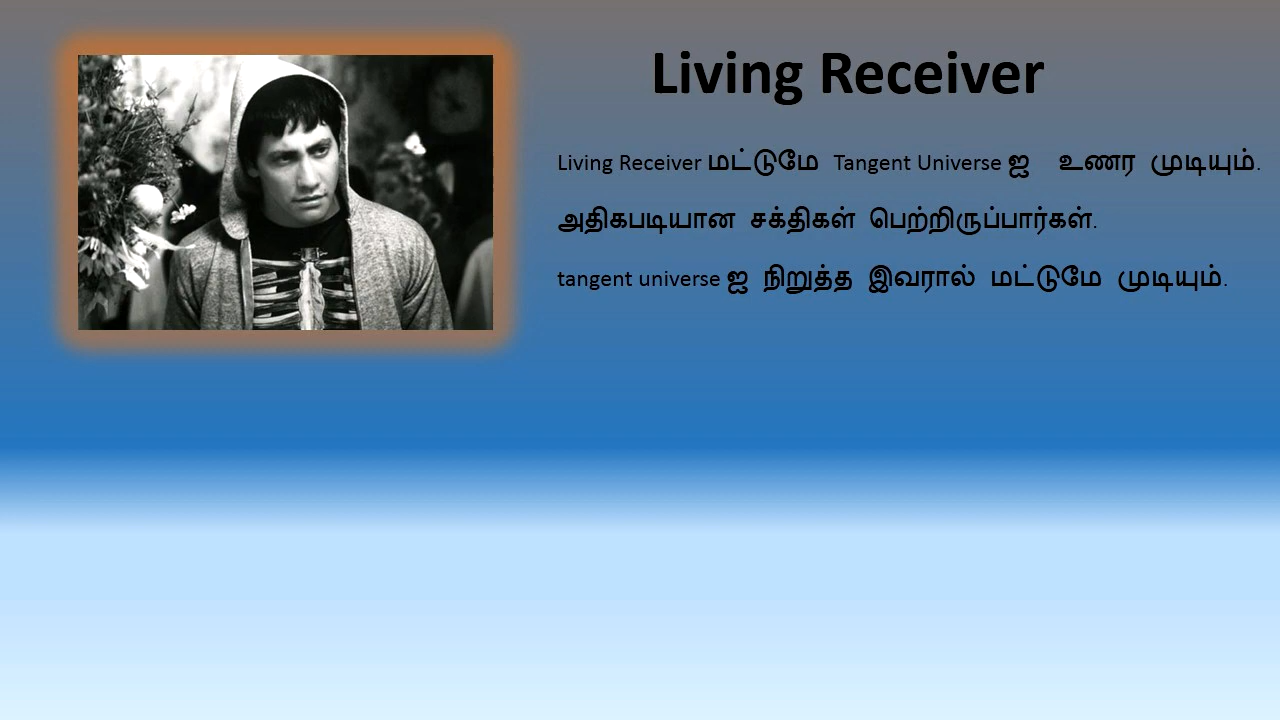 Living Receiver
Living Receiver மட்டுமே Tangent Universe ஐ உணர முடியும்.
அதிகபடியான சக்திகள் பெற்றிருப்பார்கள்.
tangent universe ஐ நிறுத்த இவரால் மட்டுமே முடியும்.